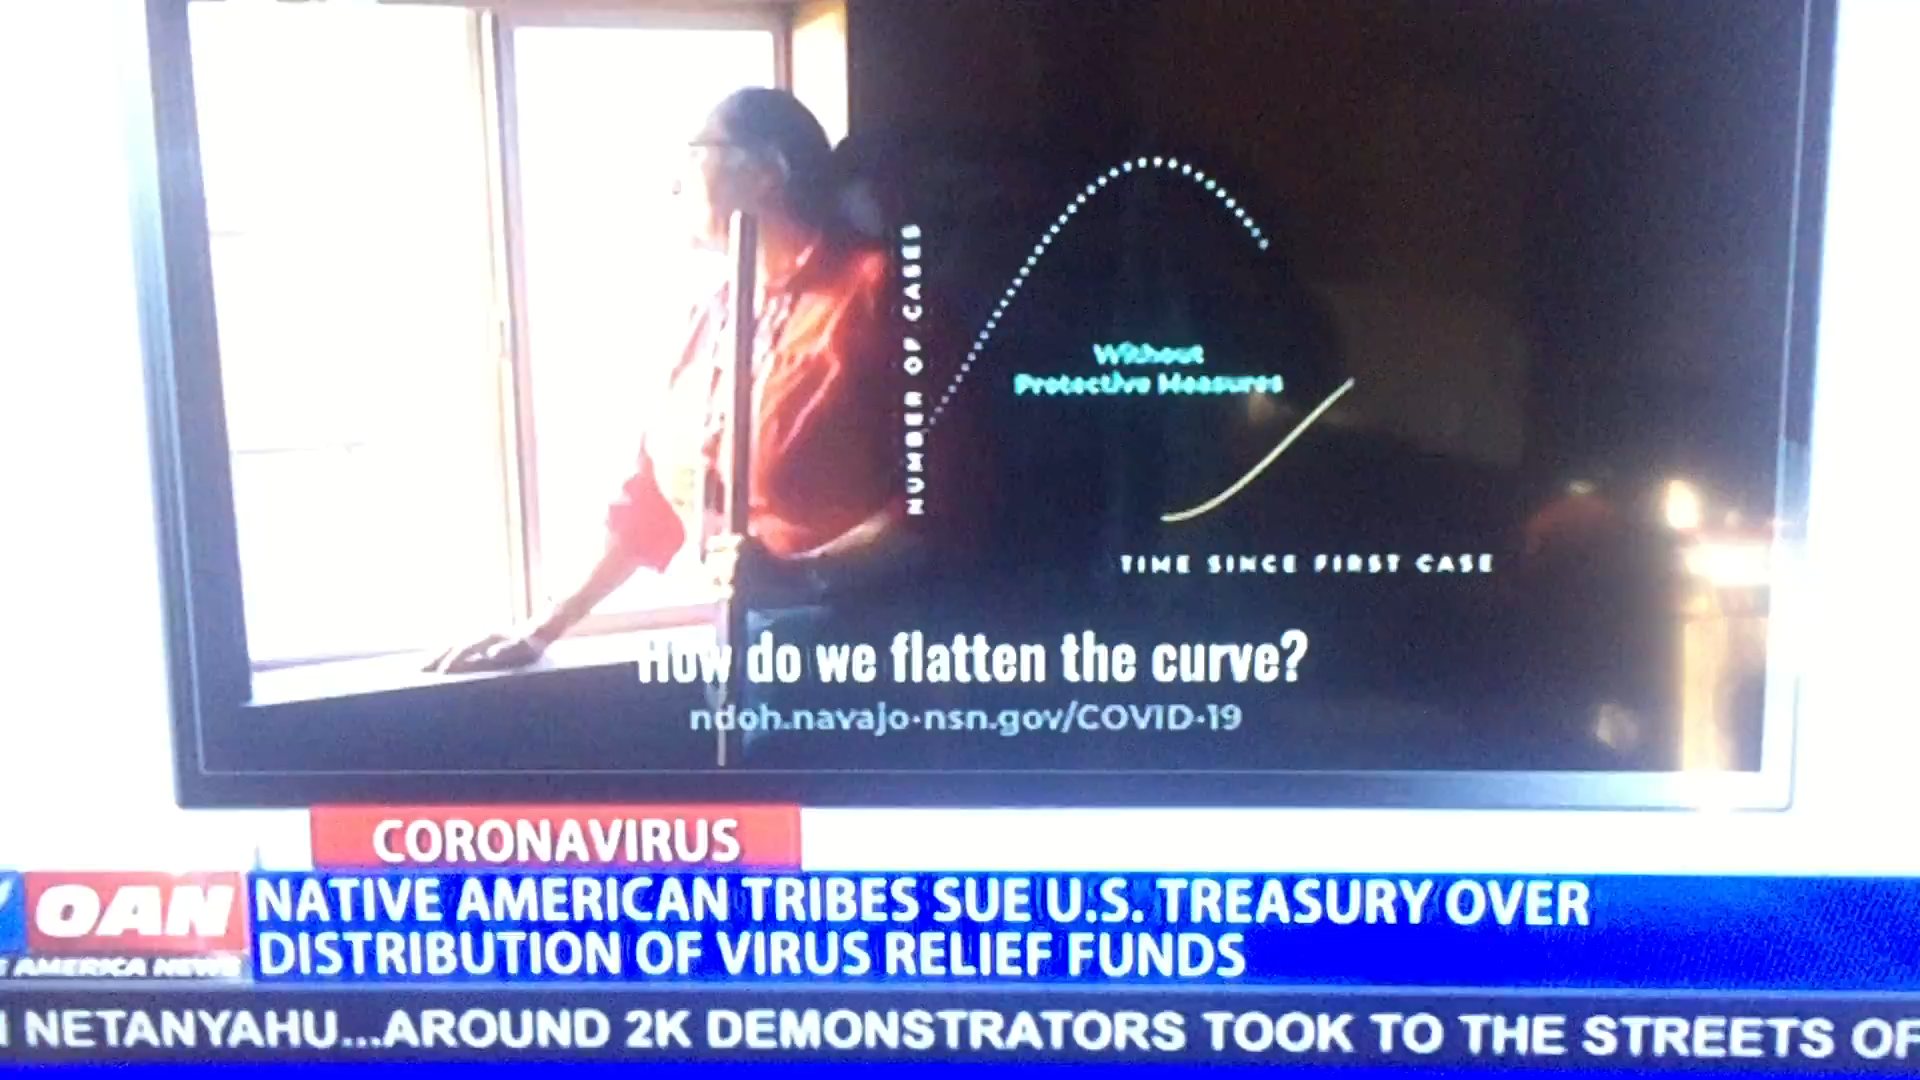 NUMBER OF CASES
Without
Protective Measures
TIME SINCE FIRST CASE
How do we flatten the curve?
ndoh.navajo-nsn.gov/COVID-19
CORONAVIRUS
OAN
AMERICA NEWS
NATIVE AMERICAN TRIBES SUE U.S. TREASURY OVER
DISTRIBUTION OF VIRUS RELIEF FUNDS
NETANYAHU...AROUND 2K DEMONSTRATORS TOOK TO THE STREETS OF